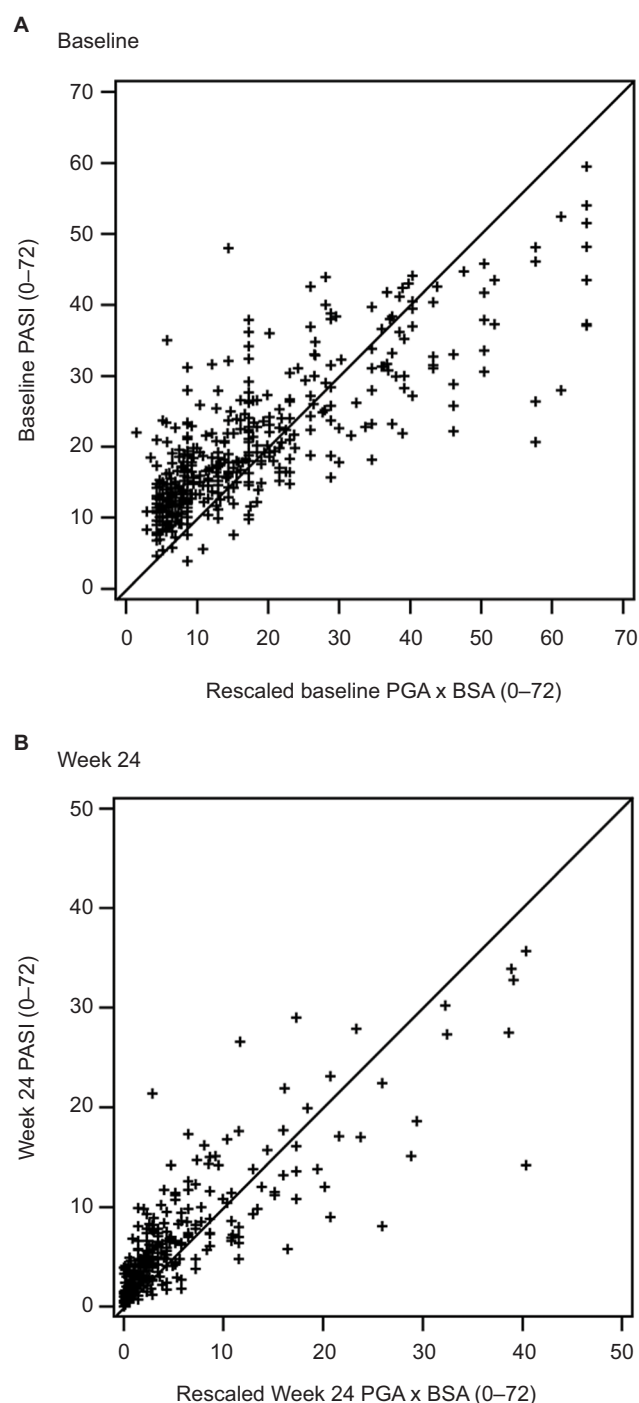 A
Baseline
70
60
50
40
30
20
10
0
Baseline PASI (0–72)
0 10 20 30 40 50 60 70
Rescaled baseline PGA x BSA (0–72)
B
Week 24
50
40
30
20
10
0
Week 24 PASI (0–72)
0 10 20 30 40 50
Rescaled Week 24 PGA x BSA (0–72)